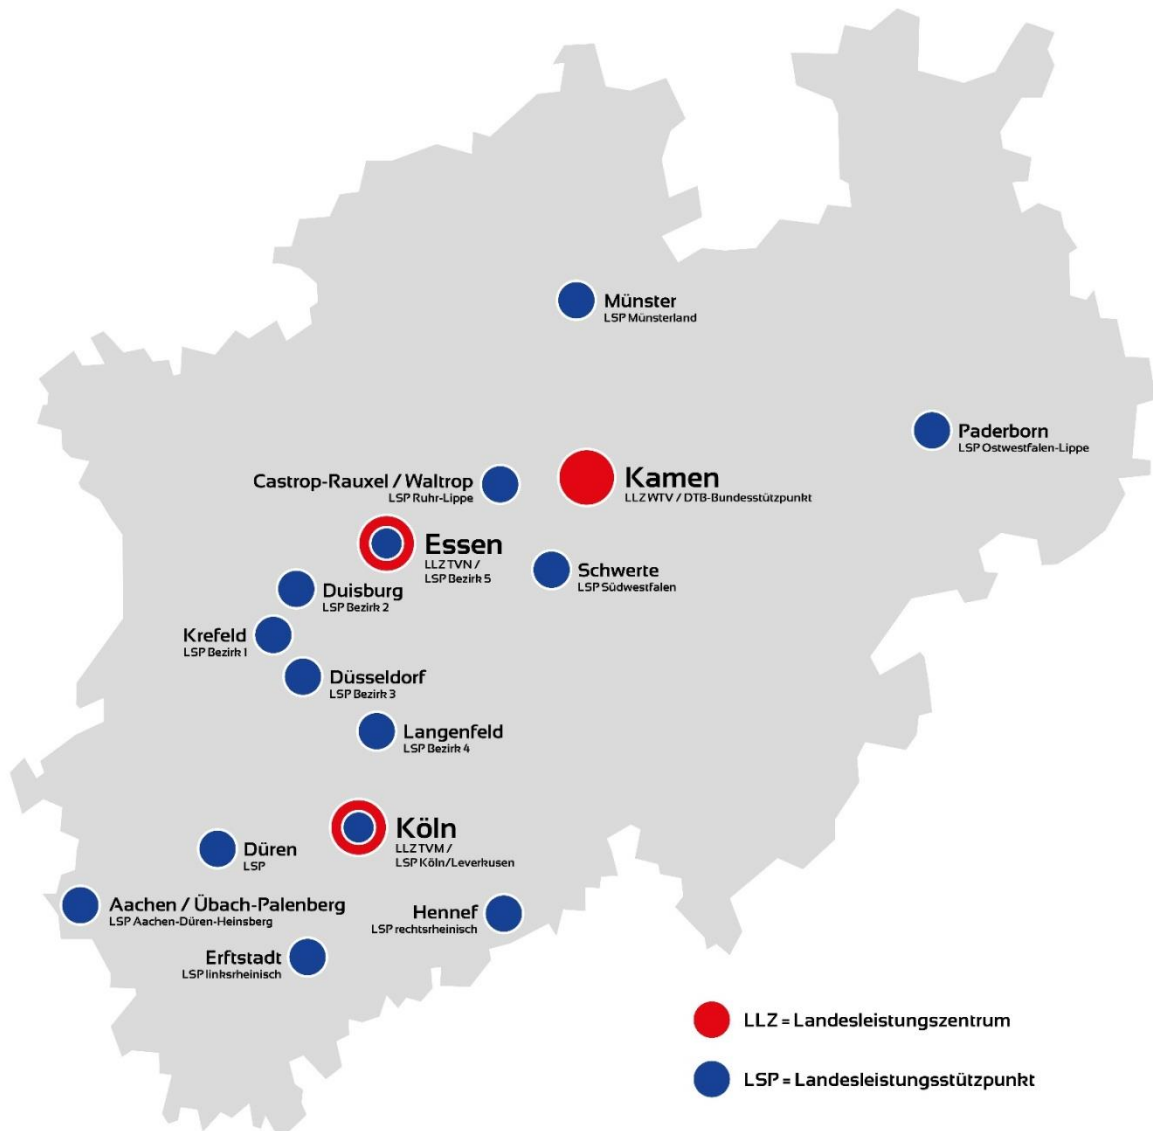 Münster
LSP Münsterland
Paderborn
LSP Ostwestfalen-Lippe
Castrop-Rauxel / Waltrop
LSP Ruhr-Lippe
Kamen
LLZ WTV / DTB-Bundesstützpunkt
Essen
LLZ TVN /
LSP Bezirk 5
Schwerte
LSP Südwestfalen
Duisburg
LSP Bezirk 2
Krefeld
LSP Bezirk 1
Düsseldorf
LSP Bezirk 3
Langenfeld
LSP Bezirk 4
Köln
LLZ TVM /
LSP Köln/Leverkusen
Düren
LSP
Aachen / Übach-Palenberg
LSP Aachen-Düren-Heinsberg
Hennef
LSP rechtsrheinisch
Erftstadt
LSP linksrheinisch
LLZ = Landesleistungszentrum
LSP = Landesleistungsstützpunkt